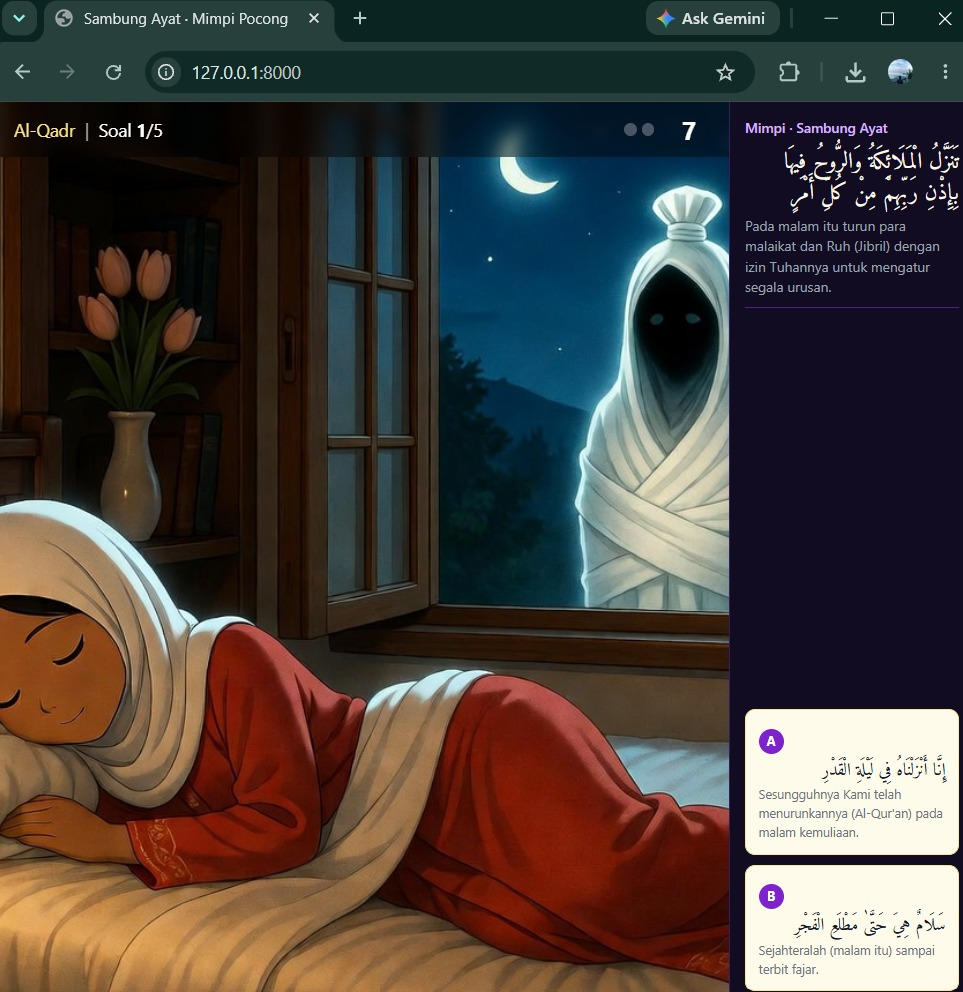 Sambung Ayat · Mimpi Pocong
Ask Gemini
127.0.0.1:8000
Al-Qadr | Soal 1/5
7
Mimpi · Sambung Ayat
تَنَزَّلُ الْمَلَائِكَةُ وَالرُّوحُ فِيهَا
بِإِذْنِ رَبِّهِمْ مِنْ كُلِّ أَمْرٍ
Pada malam itu turun para
malaikat dan Ruh (Jibril) dengan
izin Tuhannya untuk mengatur
segala urusan.
A
إِنَّا أَنْزَلْنَاهُ فِي لَيْلَةِ الْقَدْرِ
Sesungguhnya Kami telah
menurunkannya (Al-Qur'an) pada
malam kemuliaan.
B
سَلَامٌ هِيَ حَتَّىٰ مَطْلَعِ الْفَجْرِ
Sejahteralah (malam itu) sampai
terbit fajar.